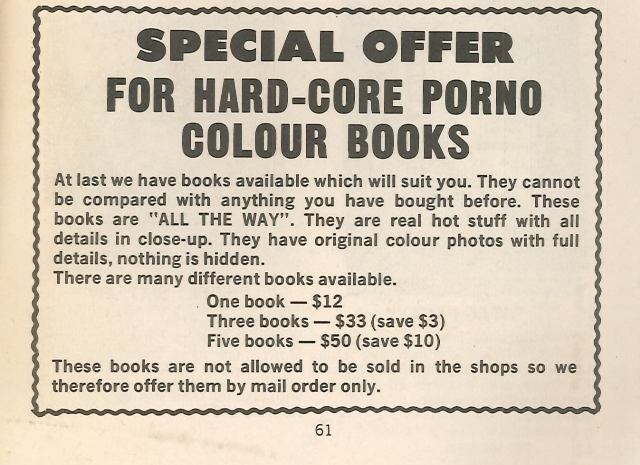 SPECIAL OFFER
FOR HARD-CORE PORNO
COLOUR BOOKS
At last we have books available which will suit you. They cannot
be compared with anything you have bought before. These
books are "ALL THE WAY". They are real hot stuff with all
details in close-up. They have original colour photos with full
details, nothing is hidden.
There are many different books available.
One book — $12
Three books — $33 (save $3)
Five books — $50 (save $10)
These books are not allowed to be sold in the shops so we
therefore offer them by mail order only.
61